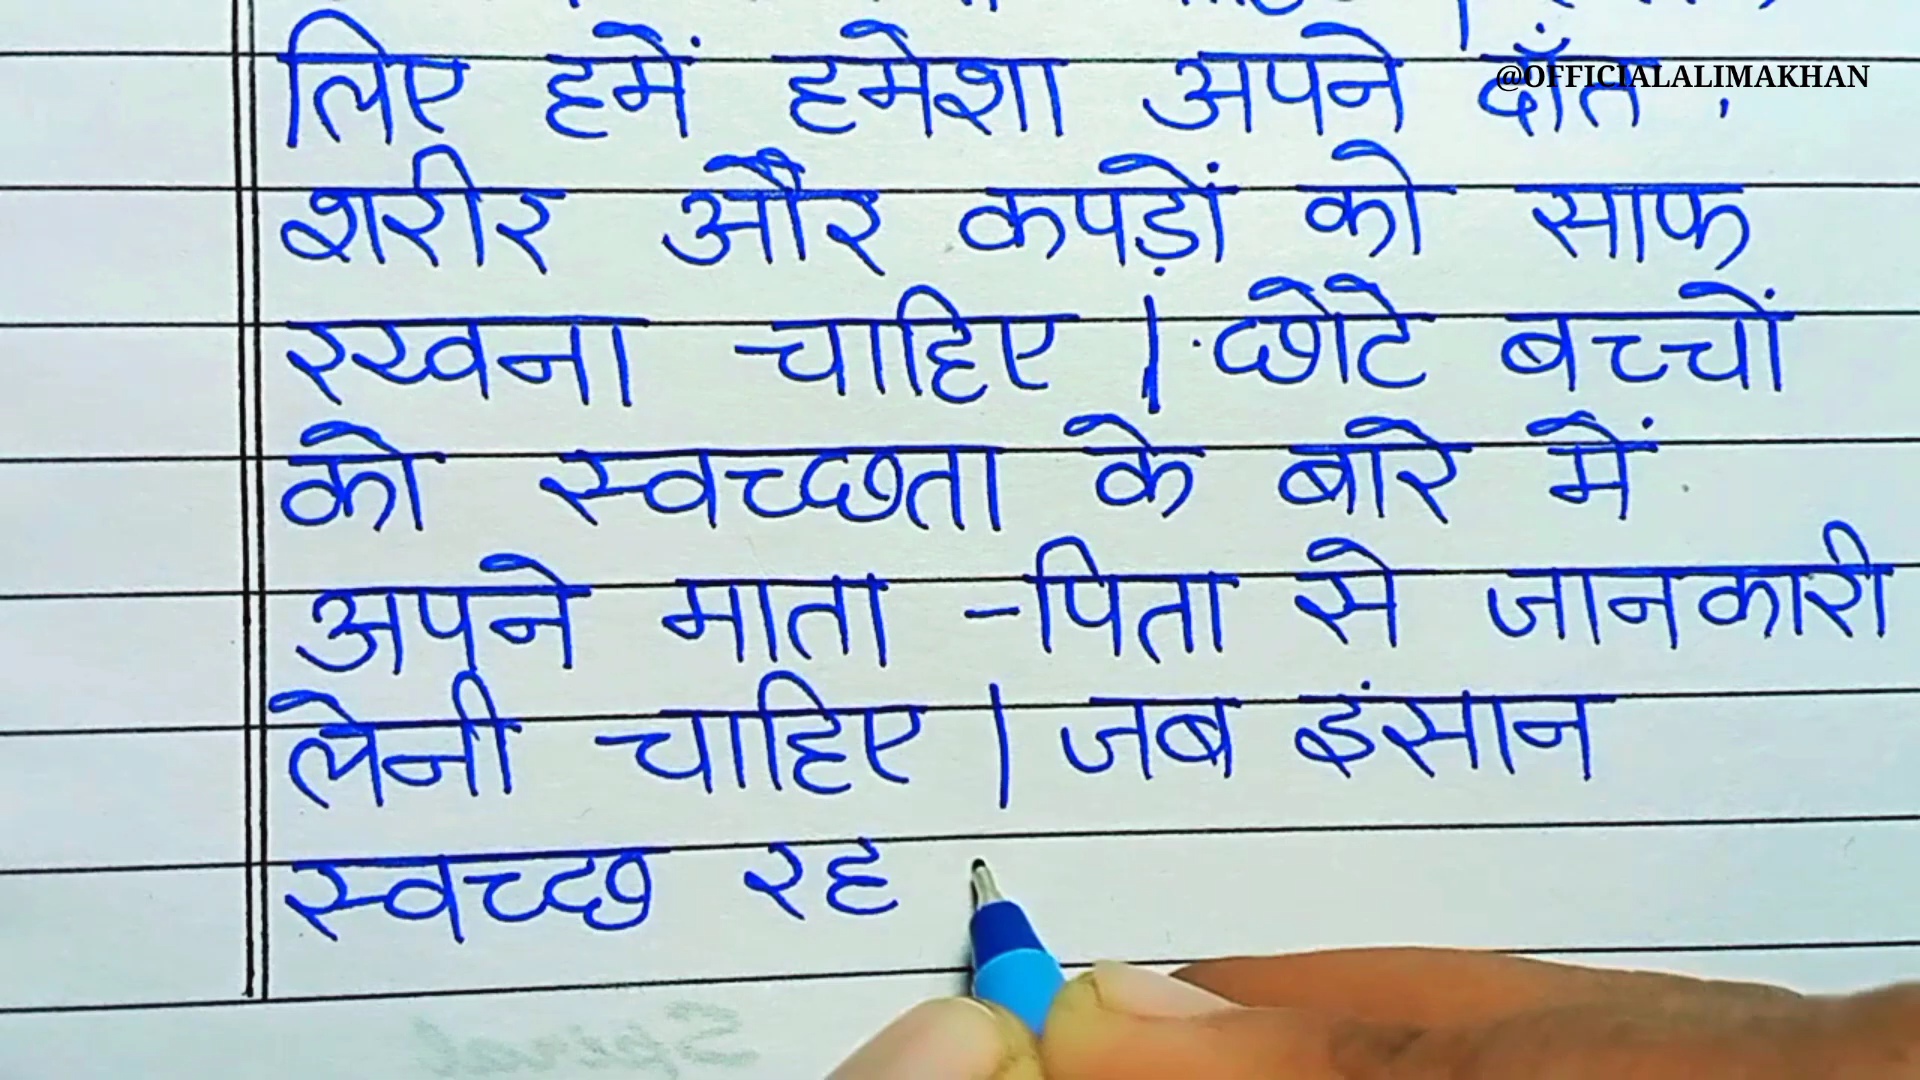 लिए हमें हमेशा अपने दाँत ,
@OFFICIALALIMAKHAN
शरीर और कपड़ों को साफ
रखना चाहिए | छोटे बच्चों
को स्वच्छता के बारे में
अपने माता -पिता से जानकारी
लेनी चाहिए | जब इंसान
स्वच्छ रह